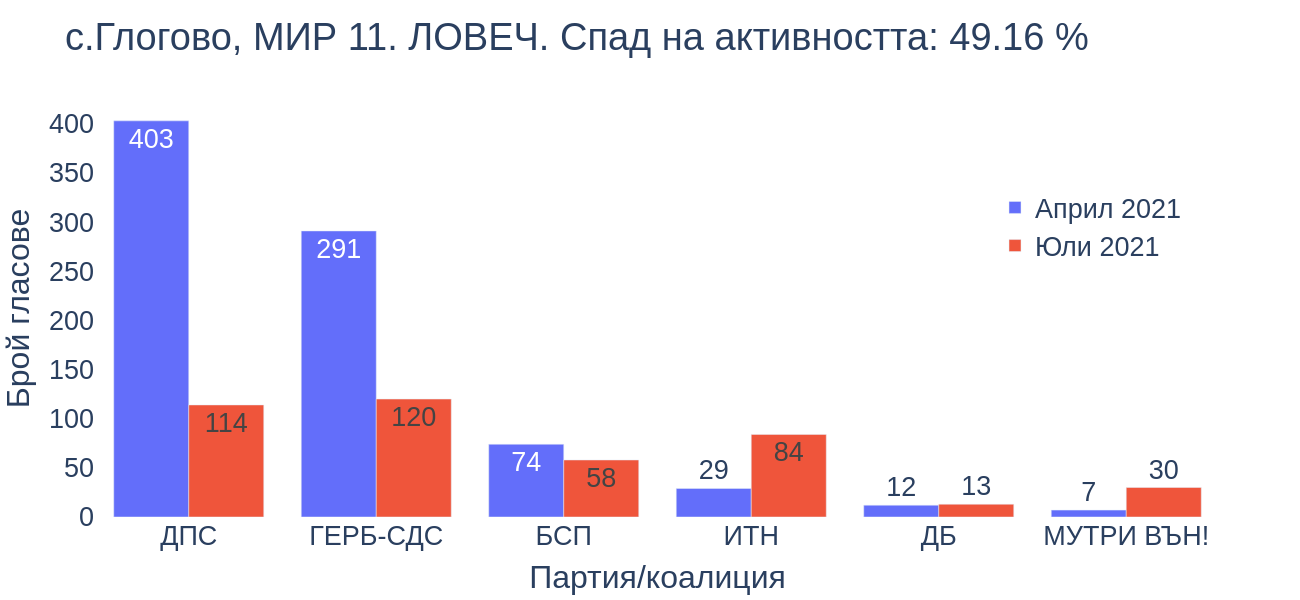 с.Глогово, МИР 11. ЛОВЕЧ. Спад на активността: 49.16 %
Брой гласове
400
350
300
250
200
150
100
50
0
403
114
291
120
74
58
29
84
12
13
7
30
Април 2021
Юли 2021
ДПС
ГЕРБ-СДС
БСП
ИТН
ДБ
МУТРИ ВЪН!
Партия/коалиция